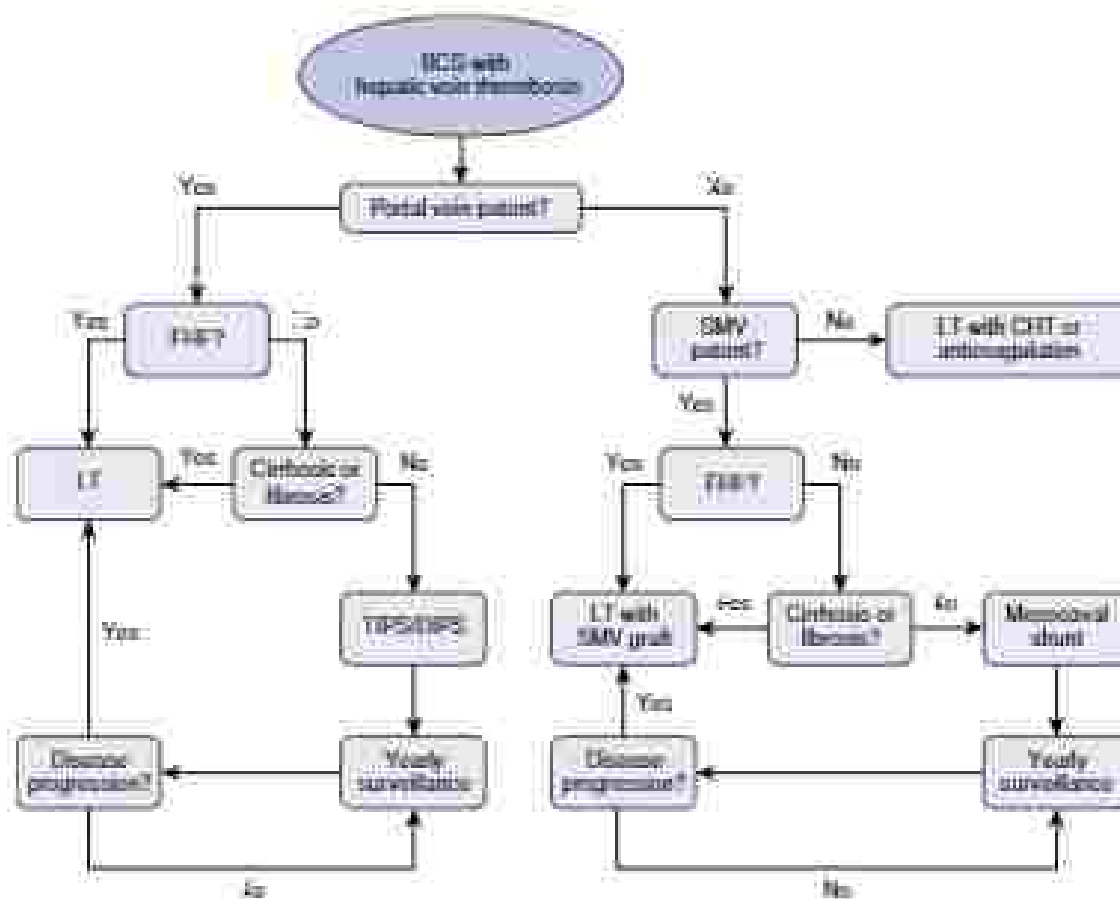 BCS with
hepatic vein thrombosis
Yes
No
Portal vein patent?
Yes
FHF?
No
SMV
patent?
No
LT with CHT or
anticoagulation
Yes
LT
Yes
Cirrhosis or
fibrosis?
No
Yes
FHF?
No
Yes
LT with
SMV graft
Yes
Cirrhosis or
fibrosis?
No
Mesocaval
shunt
Yes
Disease
progression?
Yearly
surveillance
Disease
progression?
Yearly
surveillance
No
No